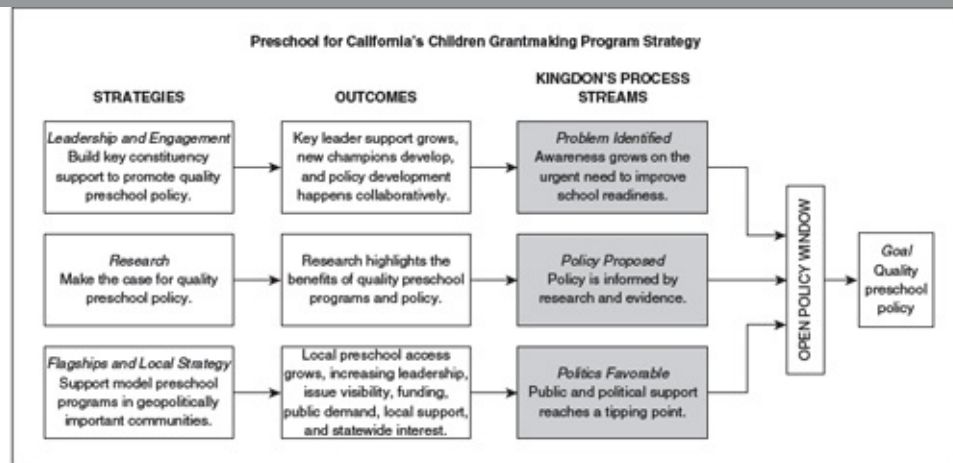 Preschool for California's Children Grantmaking Program Strategy
STRATEGIES
OUTCOMES
KINGDON'S PROCESS
STREAMS
Leadership and Engagement
Build key constituency
support to promote quality
preschool policy.
Key leader support grows,
new champions develop,
and policy development
happens collaboratively.
Problem Identified
Awareness grows on the
urgent need to improve
school readiness.
Research
Make the case for quality
preschool policy.
Research highlights the
benefits of quality preschool
programs and policy.
Policy Proposed
Policy is informed by
research and evidence.
Flagships and Local Strategy
Support model preschool
programs in geopolitically
important communities.
Local preschool access
grows, increasing leadership,
issue visibility, funding,
public demand, local support,
and statewide interest.
Politics Favorable
Public and political support
reaches a tipping point.
OPEN POLICY WINDOW
Goal
Quality
preschool
policy